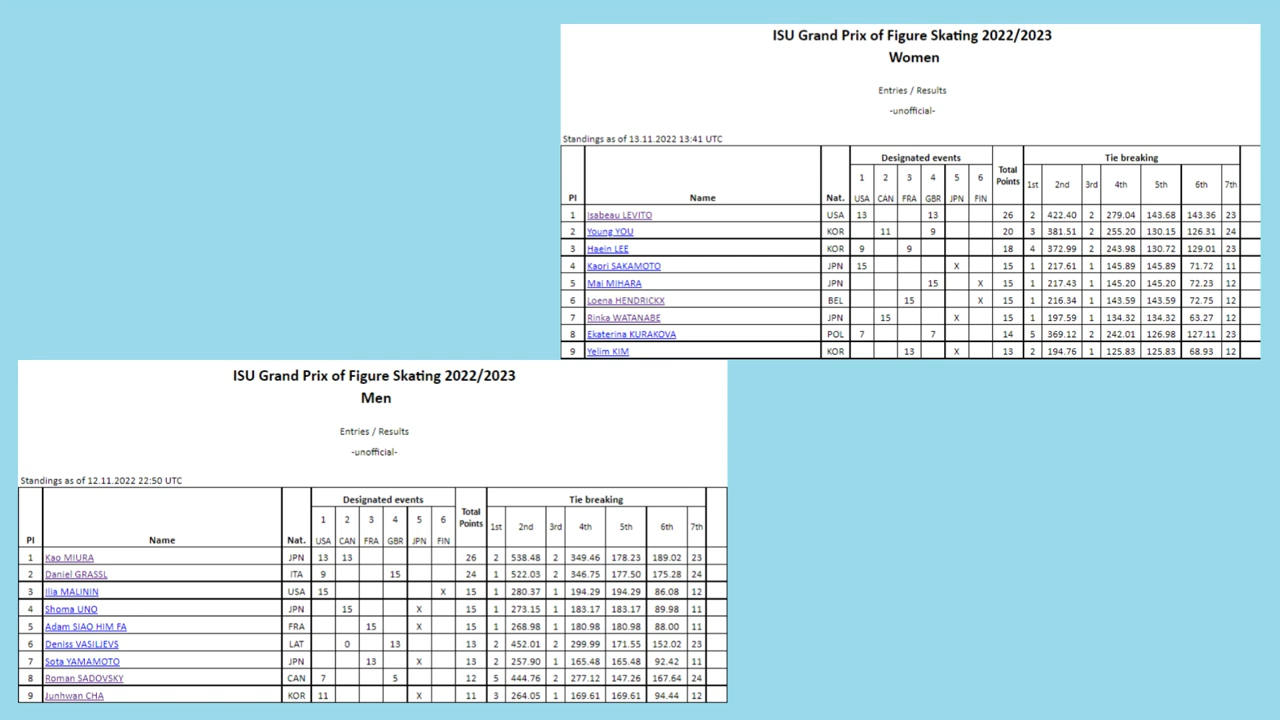 ISU Grand Prix of Figure Skating 2022/2023
Women
Entries / Results
-unofficial-
Standings as of 13.11.2022 13:41 UTC
Designated events Total Points Tie breaking
1 2 3 4 5 6 1st 2nd 3rd 4th 5th 6th 7th
Pl Name Nat. USA CAN FRA GBR JPN FIN
1 Isabeau LEVITO USA 13 13 26 2 422.40 2 279.04 143.68 143.36 23
2 Young YOU KOR 11 9 20 3 381.51 2 255.20 130.15 126.31 24
3 Haein LEE KOR 9 9 18 4 372.99 2 243.98 130.72 129.01 23
4 Kaori SAKAMOTO JPN 15 X 15 1 217.61 1 145.89 145.89 71.72 11
5 Mai MIHARA JPN 15 X 15 1 217.43 1 145.20 145.20 72.23 12
6 Loena HENDRICKX BEL 15 X 15 1 216.34 1 143.59 143.59 72.75 12
7 Rinka WATANABE JPN 15 X 15 1 197.59 1 134.32 134.32 63.27 12
8 Ekaterina KURAKOVA POL 7 7 14 5 369.12 2 242.01 126.98 127.11 23
9 Yelim KIM KOR 13 X 13 2 194.76 1 125.83 125.83 68.93 12
ISU Grand Prix of Figure Skating 2022/2023
Men
Entries / Results
-unofficial-
Standings as of 12.11.2022 22:50 UTC
Designated events Total Points Tie breaking
1 2 3 4 5 6 1st 2nd 3rd 4th 5th 6th 7th
Pl Name Nat. USA CAN FRA GBR JPN FIN
1 Kao MIURA JPN 13 13 26 2 538.48 2 349.46 178.23 189.02 23
2 Daniel GRASSL ITA 9 15 24 1 522.03 2 346.75 177.50 175.28 24
3 Ilia MALININ USA 15 X 15 1 280.37 1 194.29 194.29 86.08 12
4 Shoma UNO JPN 15 X 15 1 273.15 1 183.17 183.17 89.98 11
5 Adam SIAO HIM FA FRA 15 X 15 1 268.98 1 180.98 180.98 88.00 11
6 Deniss VASILJEVS LAT 0 13 13 2 452.01 2 299.99 171.55 152.02 23
7 Sota YAMAMOTO JPN 13 X 13 2 257.90 1 165.48 165.48 92.42 11
8 Roman SADOVSKY CAN 7 5 12 5 444.76 2 277.12 147.26 167.64 24
9 Junhwan CHA KOR 11 X 11 3 264.05 1 169.61 169.61 94.44 12